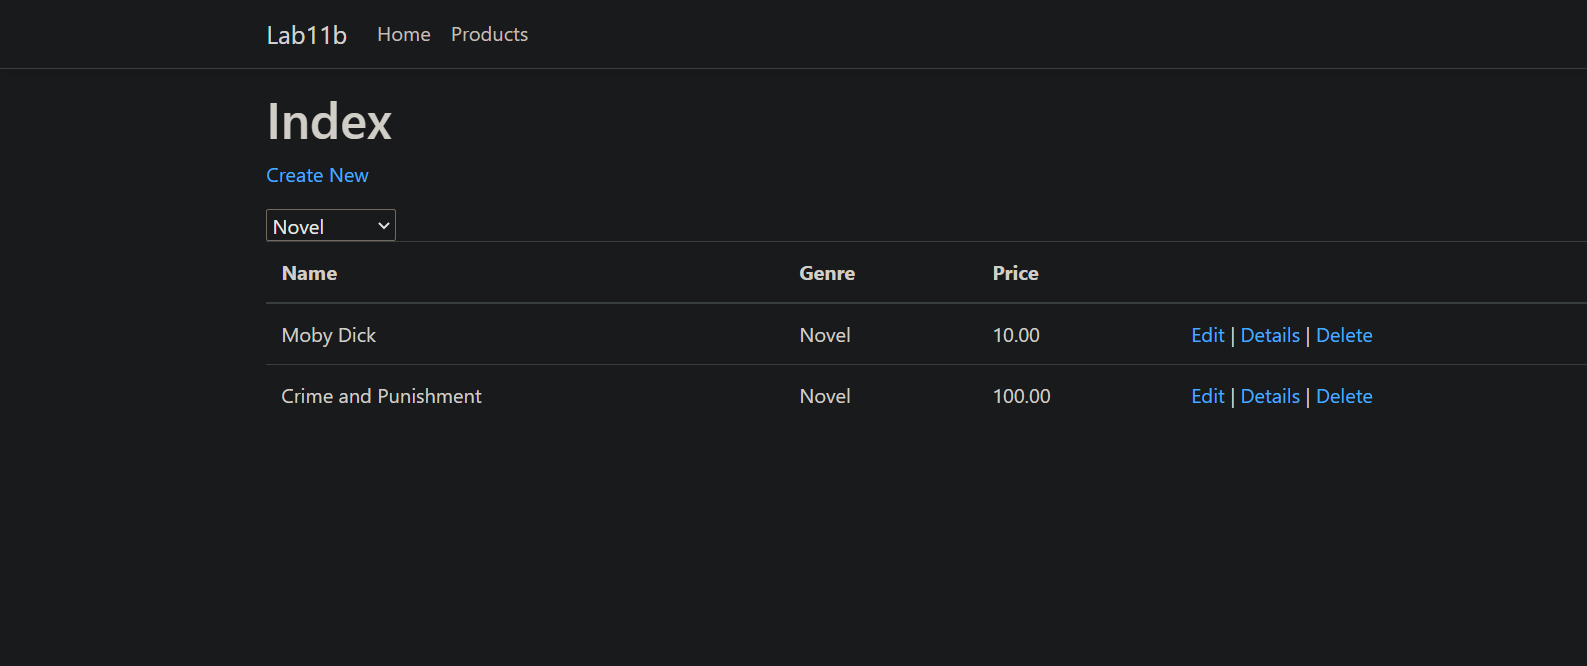 Lab11b Home Products
Index
Create New
Novel
Name Genre Price
Moby Dick Novel 10.00 Edit | Details | Delete
Crime and Punishment Novel 100.00 Edit | Details | Delete